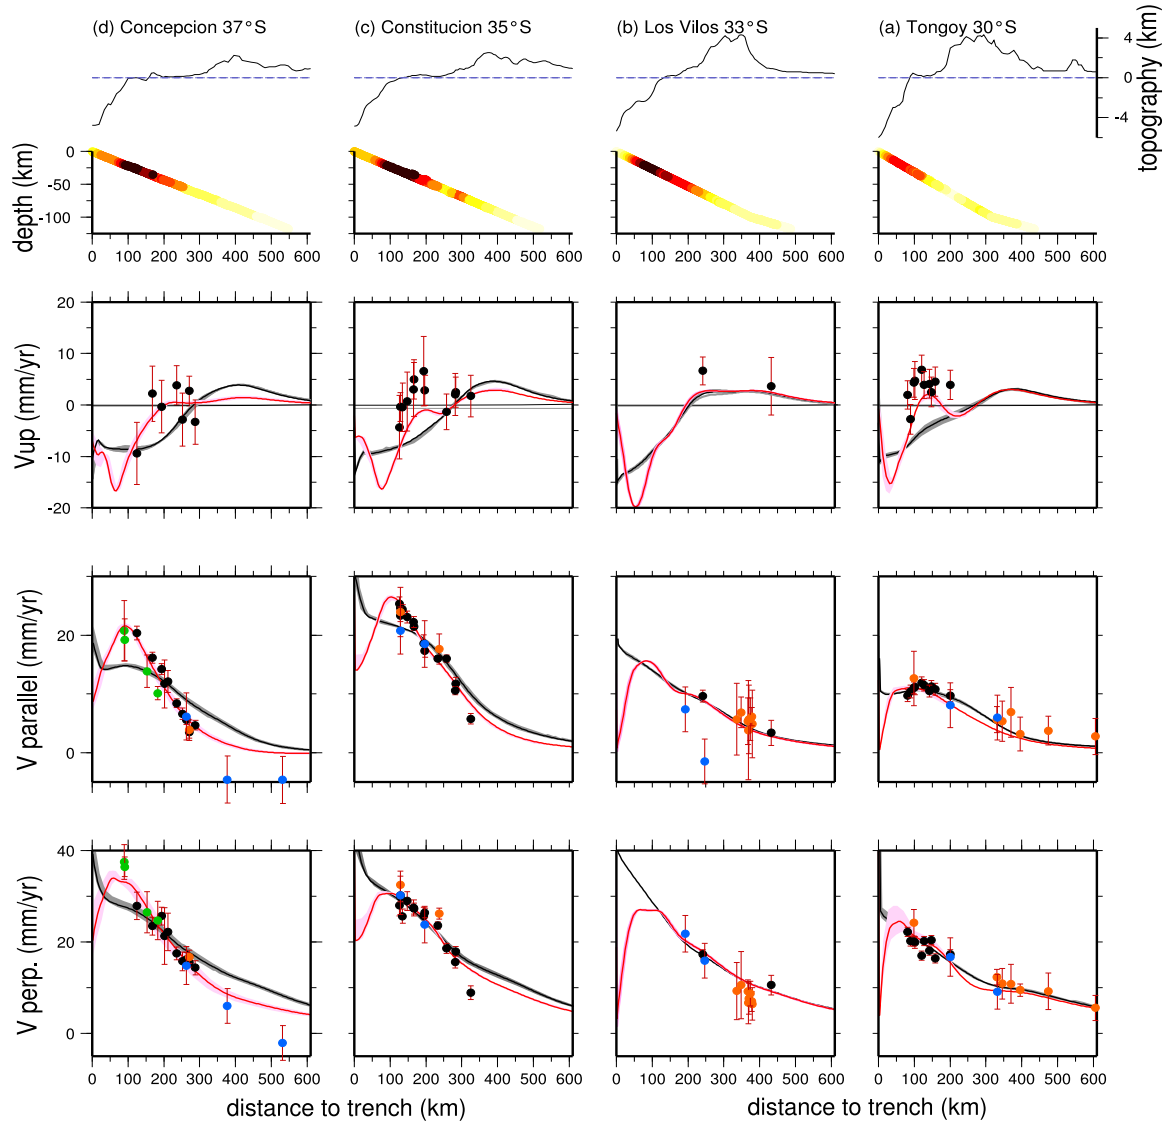 (d) Concepcion 37°S
(c) Constitucion 35°S
(b) Los Vilos 33°S
(a) Tongoy 30°S
4
0
-4
topography (km)
depth (km)
0
-50
-100
0 100 200 300 400 500 600
0 100 200 300 400 500 600
0 100 200 300 400 500 600
0 100 200 300 400 500 600
Vup (mm/yr)
20
10
0
-10
-20
V parallel (mm/yr)
20
10
0
V perp. (mm/yr)
40
30
20
10
0
0 100 200 300 400 500 600
0 100 200 300 400 500 600
0 100 200 300 400 500 600
0 100 200 300 400 500 600
distance to trench (km)
distance to trench (km)